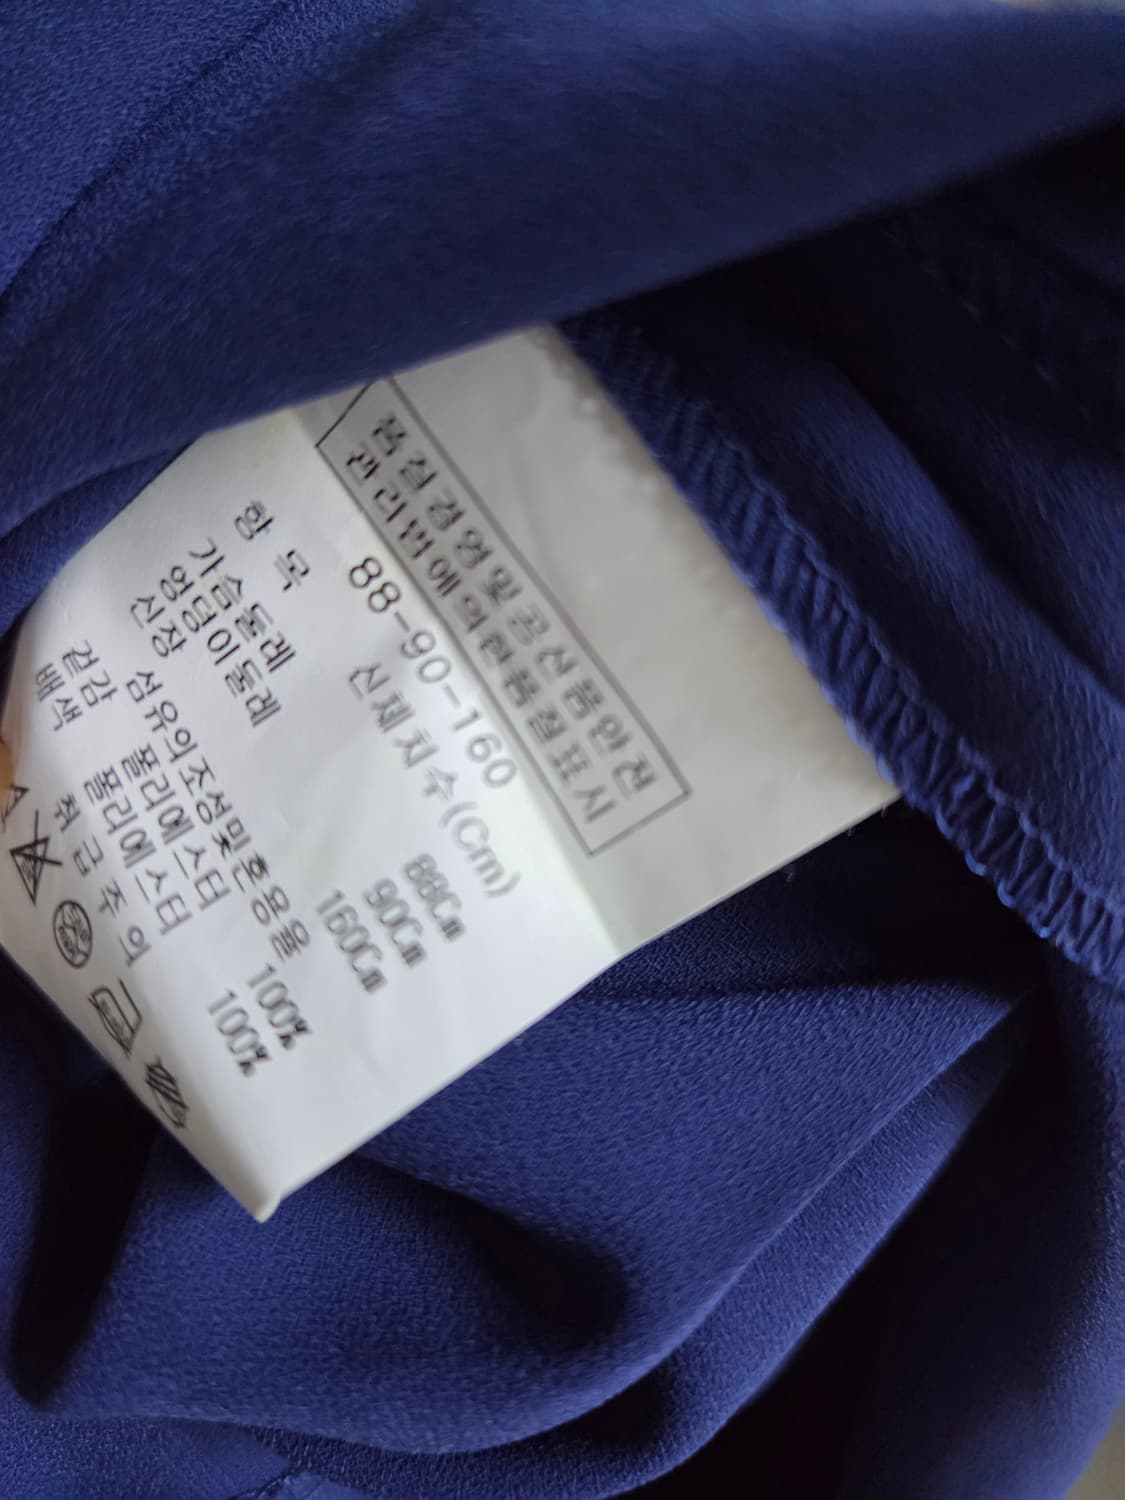 품질경영및공산품안전
관리법에의한품질표시
88-90-160
항 목 신체치수(Cm)
가슴둘레 88Cm
엉덩이둘레 90Cm
신장 160Cm
섬유의조성및혼용율
겉감 폴리에스터 100%
배색 폴리에스터 100%
취 급 주 의